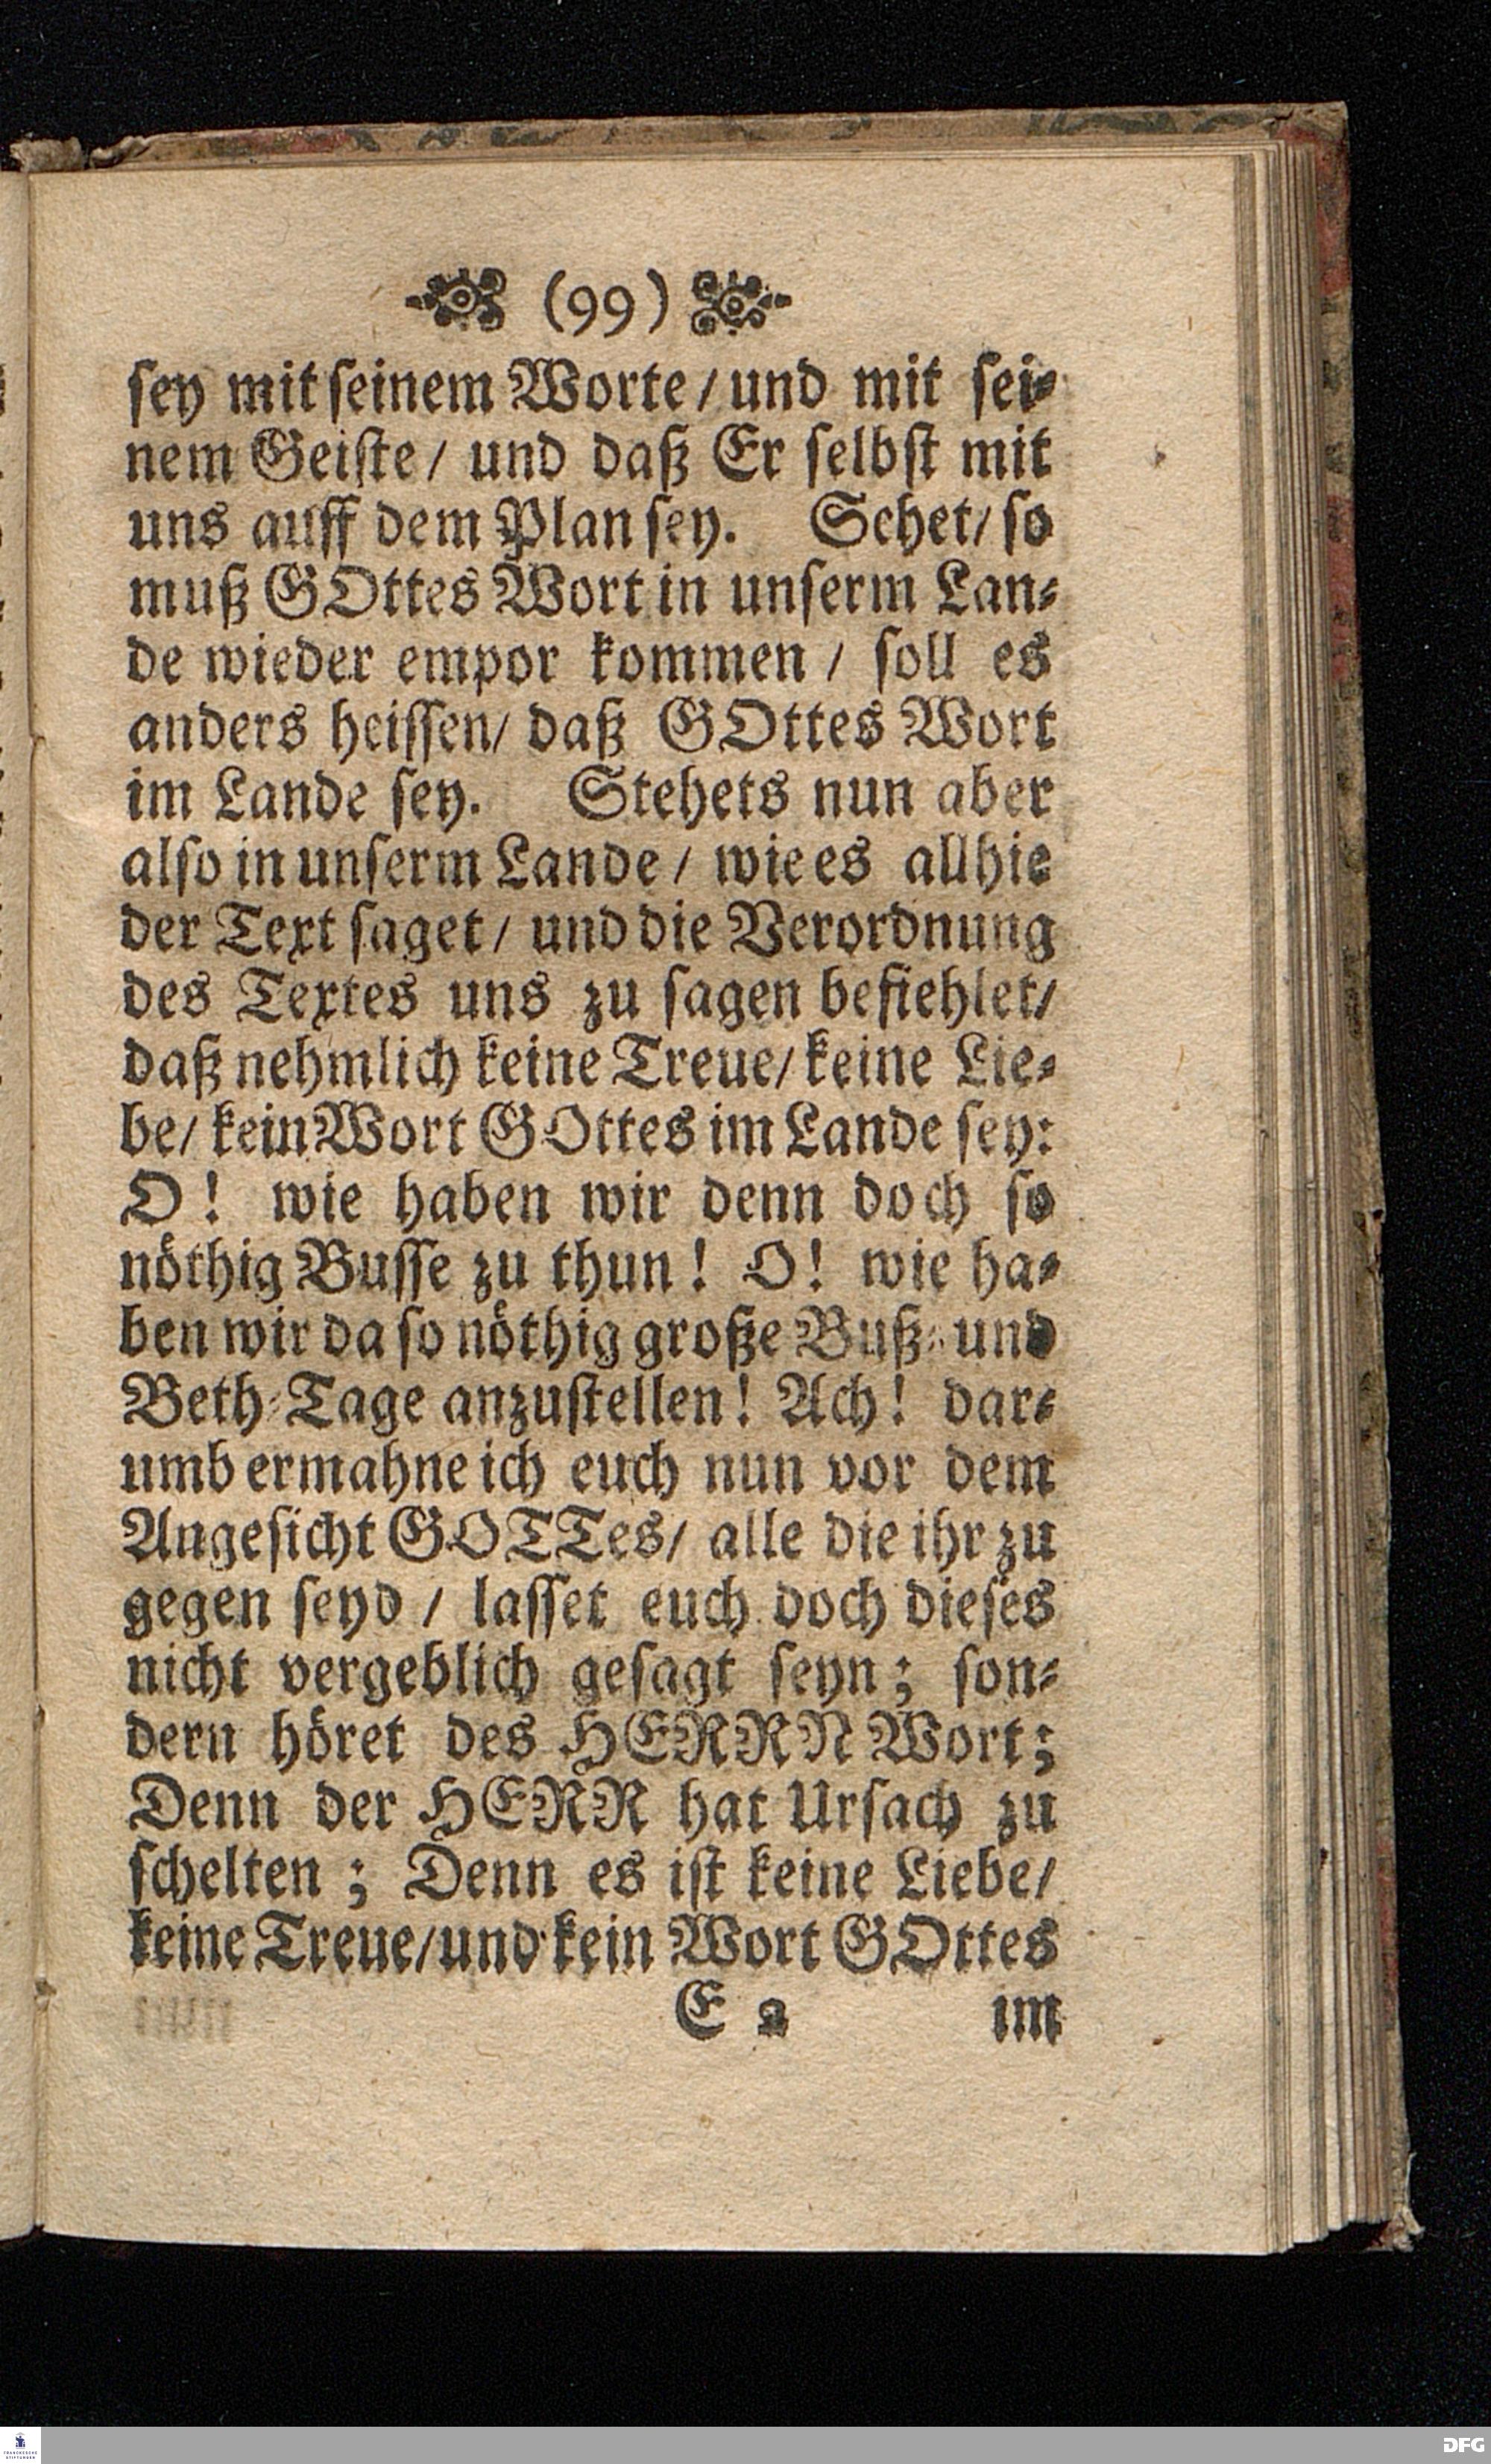 (99)
sey mit seinem Worte / und mit sei-
nem Geiste / und daß Er selbst mit
uns auff dem Plan sey. Sehet / so
muß GOttes Wort in unserm Lan-
de wieder empor kommen / soll es
anders heissen / daß GOttes Wort
im Lande sey. Stehets nun aber
also in unserm Lande / wie es allhie
der Text saget / und die Verordnung
des Textes uns zu sagen befiehlet /
daß nehmlich keine Treue / keine Lie-
be / kein Wort GOttes im Lande sey:
O! wie haben wir denn doch so
nöthig Busse zu thun! O! wie ha-
ben wir da so nöthig große Buß- und
Beth-Tage anzustellen! Ach! dar-
umb ermahne ich euch nun vor dem
Angesicht GOTTes / alle die ihr zu
gegen seyd / lasset euch doch dieses
nicht vergeblich gesagt seyn; son-
dern höret des HERRN Wort;
Denn der HERR hat Ursach zu
schelten; Denn es ist keine Liebe /
keine Treue / und kein Wort GOttes
E 2 im
FRANCKESCHE
STIFTUNGEN
DFG